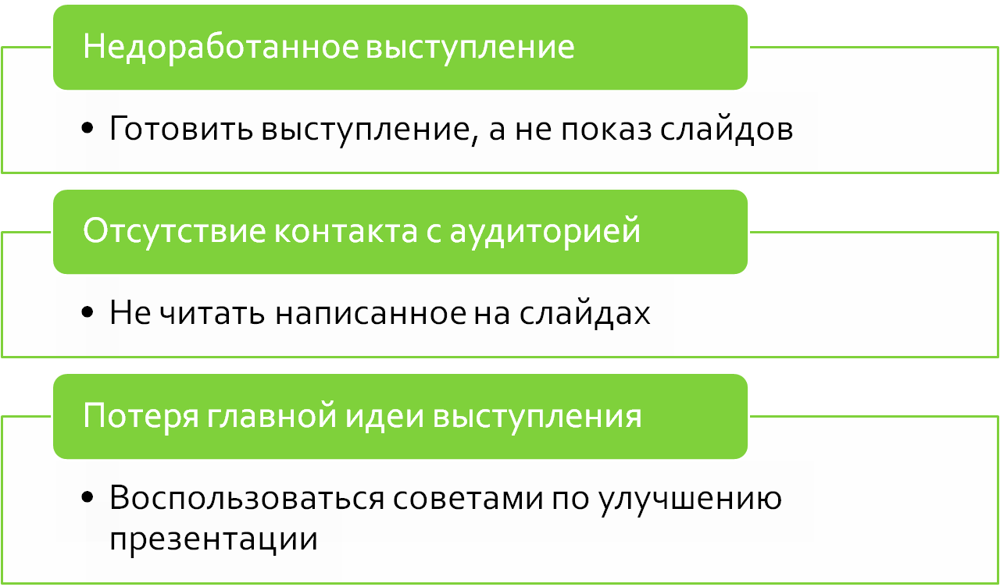 Недоработанное выступление
• Готовить выступление, а не показ слайдов
Отсутствие контакта с аудиторией
• Не читать написанное на слайдах
Потеря главной идеи выступления
• Воспользоваться советами по улучшению
презентации